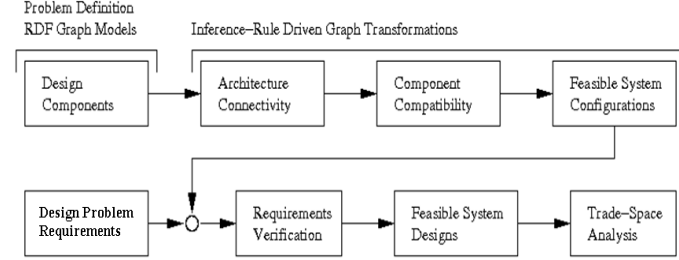 Problem Definition
RDF Graph Models
Inference-Rule Driven Graph Transformations
Design
Components
Architecture
Connectivity
Component
Compatibility
Feasible System
Configurations
Design Problem
Requirements
Requirements
Verification
Feasible System
Designs
Trade-Space
Analysis